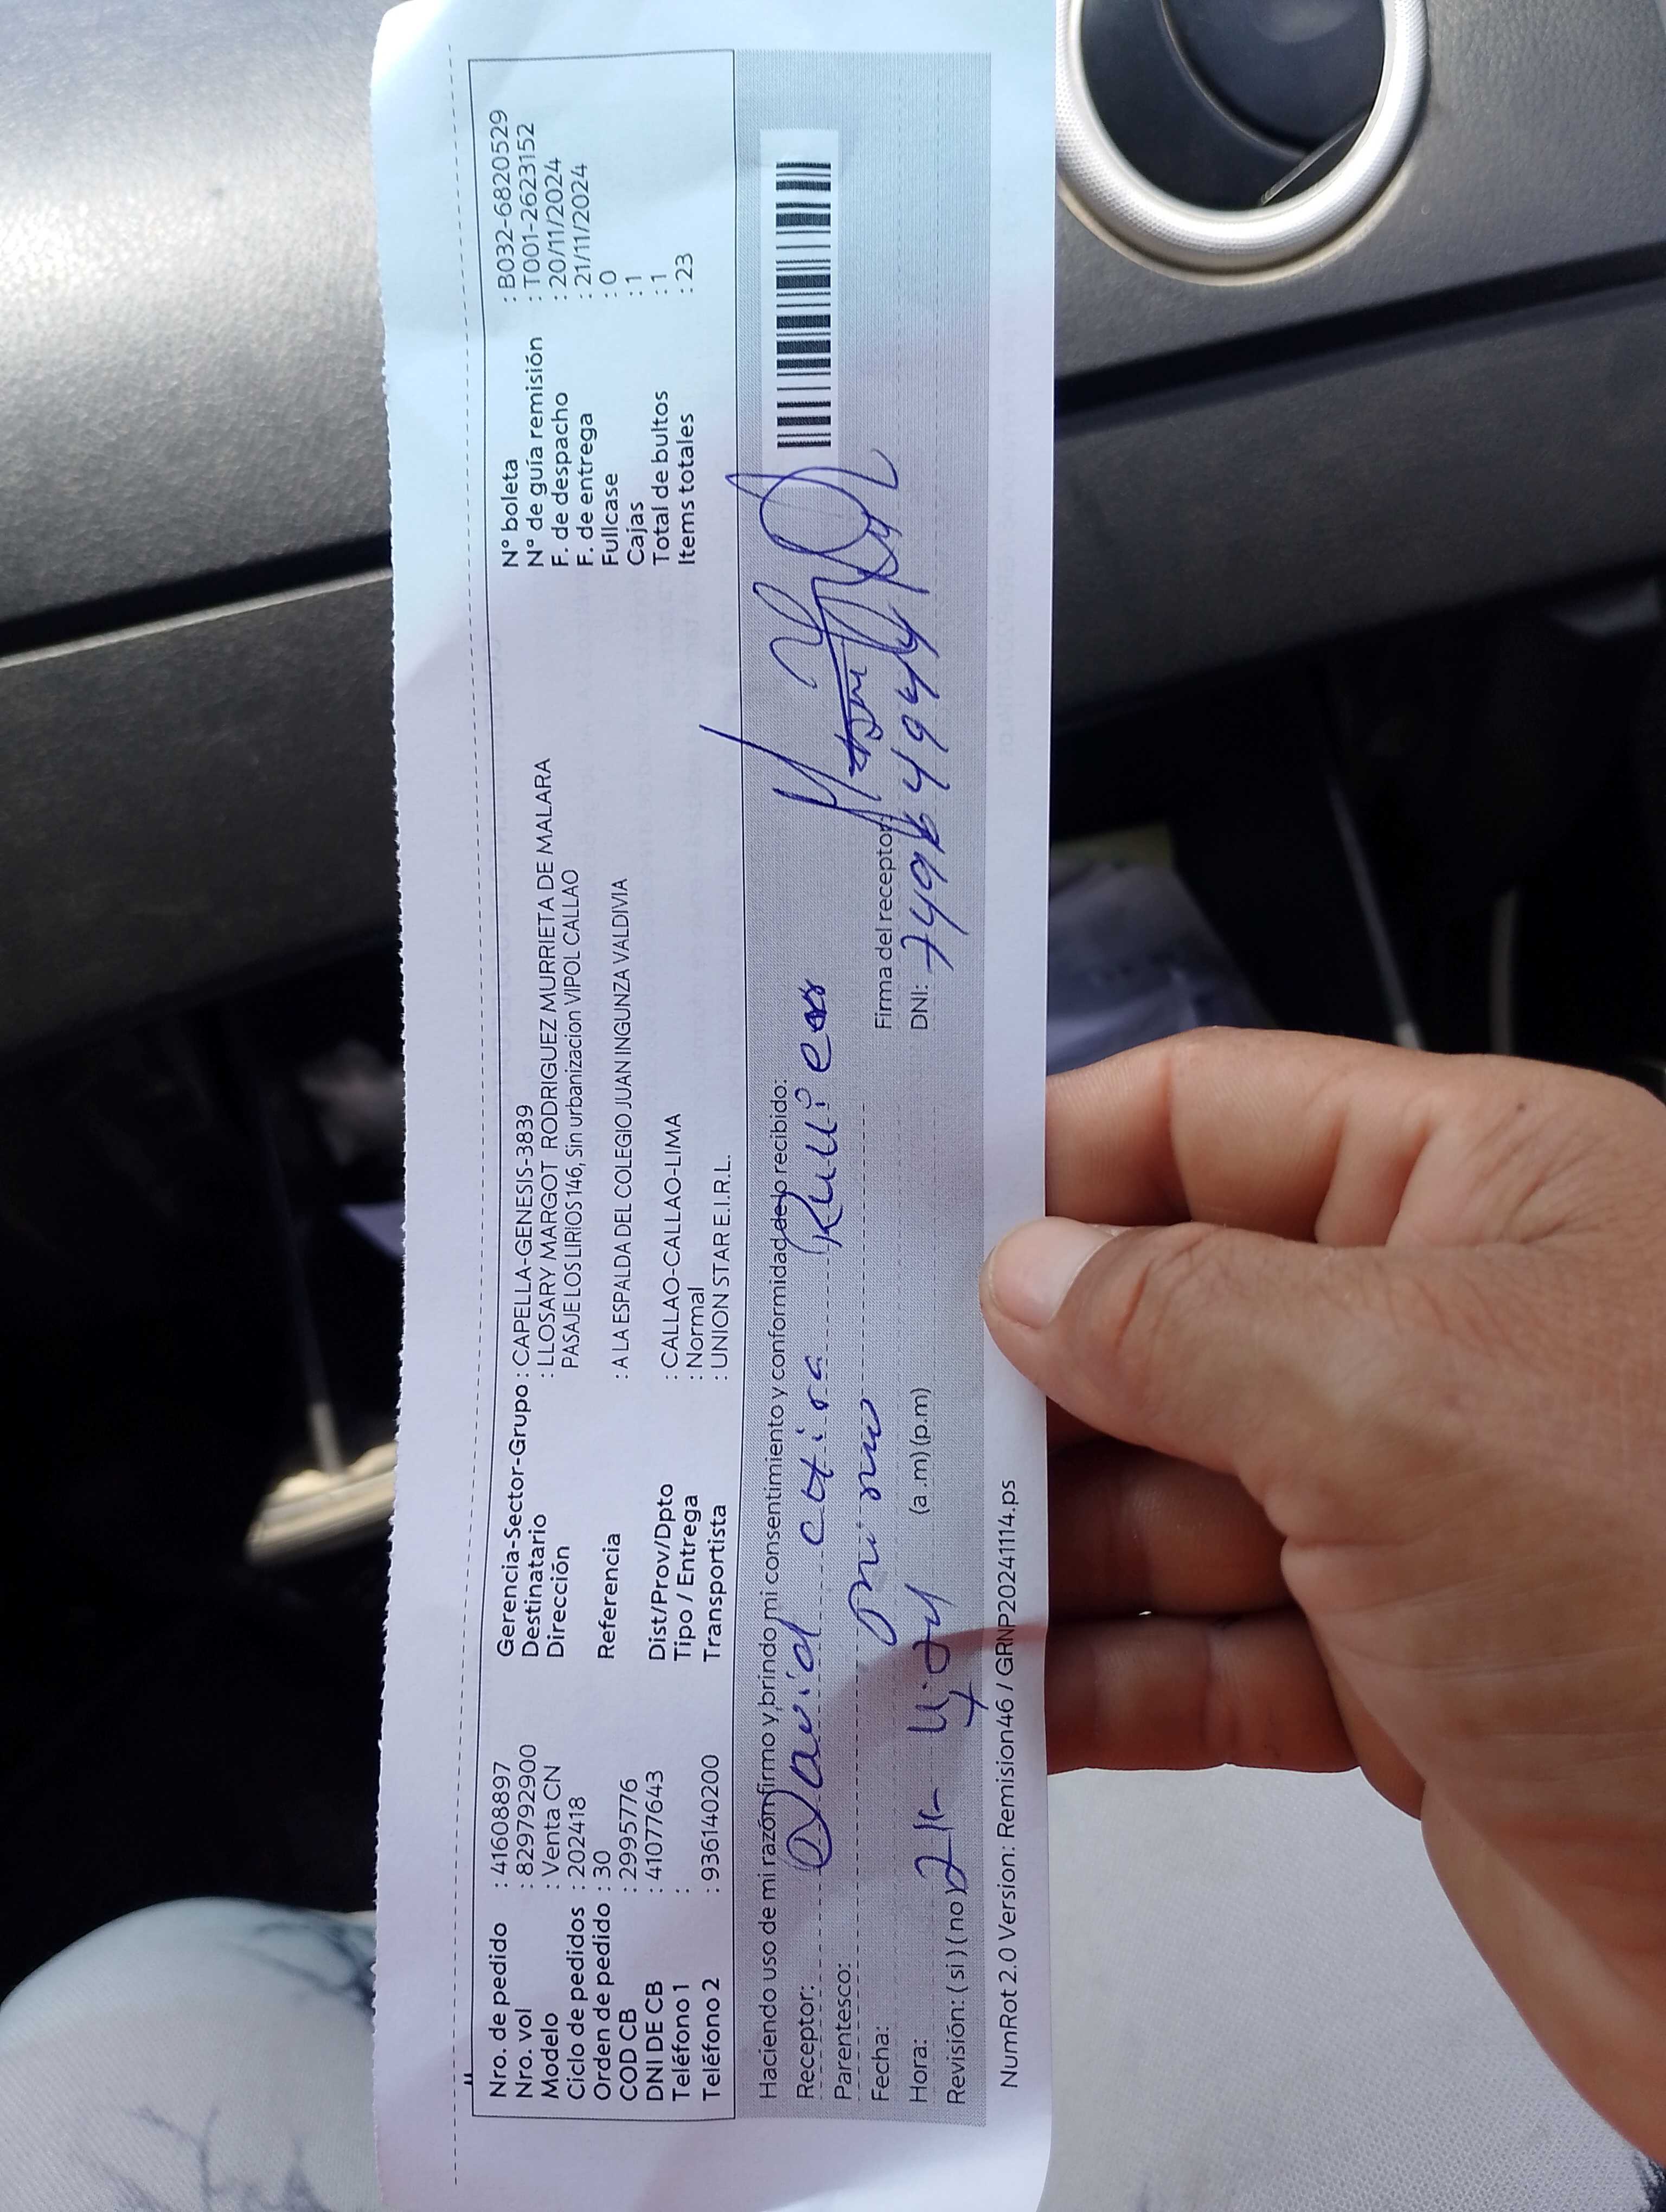 Nro. de pedido : 41608897 Gerencia-Sector-Grupo : CAPELLA-GENESIS-3839 N° boleta : B032-6820529
Nro. vol : 829792900 Destinatario : LLOSARY MARGOT RODRIGUEZ MURRIETA DE MALARA N° de guía remisión : T001-2623152
Modelo : Venta CN Dirección PASAJE LOS LIRIOS 146, Sin urbanizacion VIPOL CALLAO F. de despacho : 20/11/2024
Ciclo de pedidos : 202418 F. de entrega : 21/11/2024
Orden de pedido : 30 Referencia : A LA ESPALDA DEL COLEGIO JUAN INGUNZA VALDIVIA Fullcase : 0
COD CB : 2995776 Cajas : 1
DNI DE CB : 41077643 Dist/Prov/Dpto : CALLAO-CALLAO-LIMA Total de bultos : 1
Teléfono 1 : Tipo / Entrega : Normal Items totales : 23
Teléfono 2 : 936140200 Transportista : UNION STAR E.I.R.L.
Haciendo uso de mi razón firmo y brindo mi consentimiento y conformidad de lo recibido:
Receptor: David
Parentesco:
Fecha: Firma del receptor:
Hora: (a .m) (p.m) DNI:
Revisión: ( si ) ( no )
NumRot 2.0 Version: Remision46 / GRNP20241114.ps